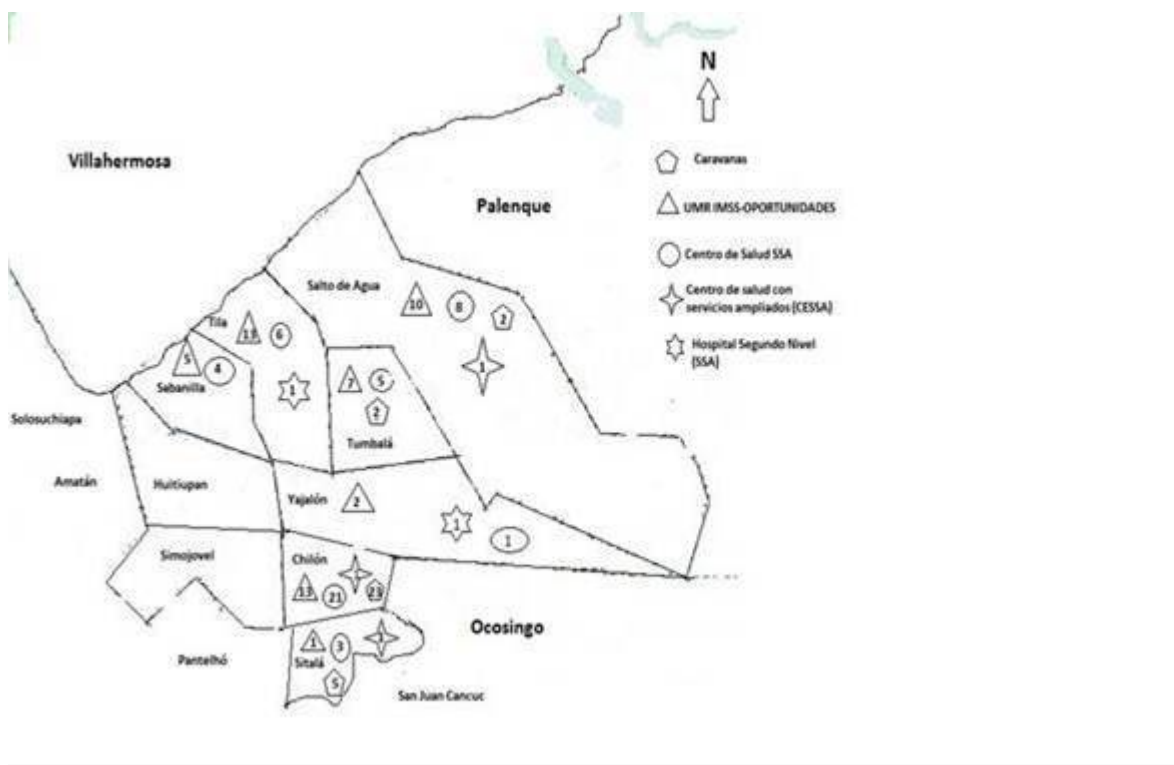 N
Villahermosa
Caravanas
Palenque
UMR IMSS-OPORTUNIDADES
Centro de Salud SSA
Salto de Agua
Centro de salud con
servicios ampliados (CESSA)
10
8
2
Tila
13
6
Hospital Segundo Nivel
(SSA)
5
4
1
1
Sabanilla
7
5
2
Solosuchiapa
Tumbalá
Amatán
Huitiupan
Yajalón
2
1
1
Simojovel
Chilón
13
21
23
Ocosingo
1
3
Pantelhó
Sitalá
5
San Juan Cancuc